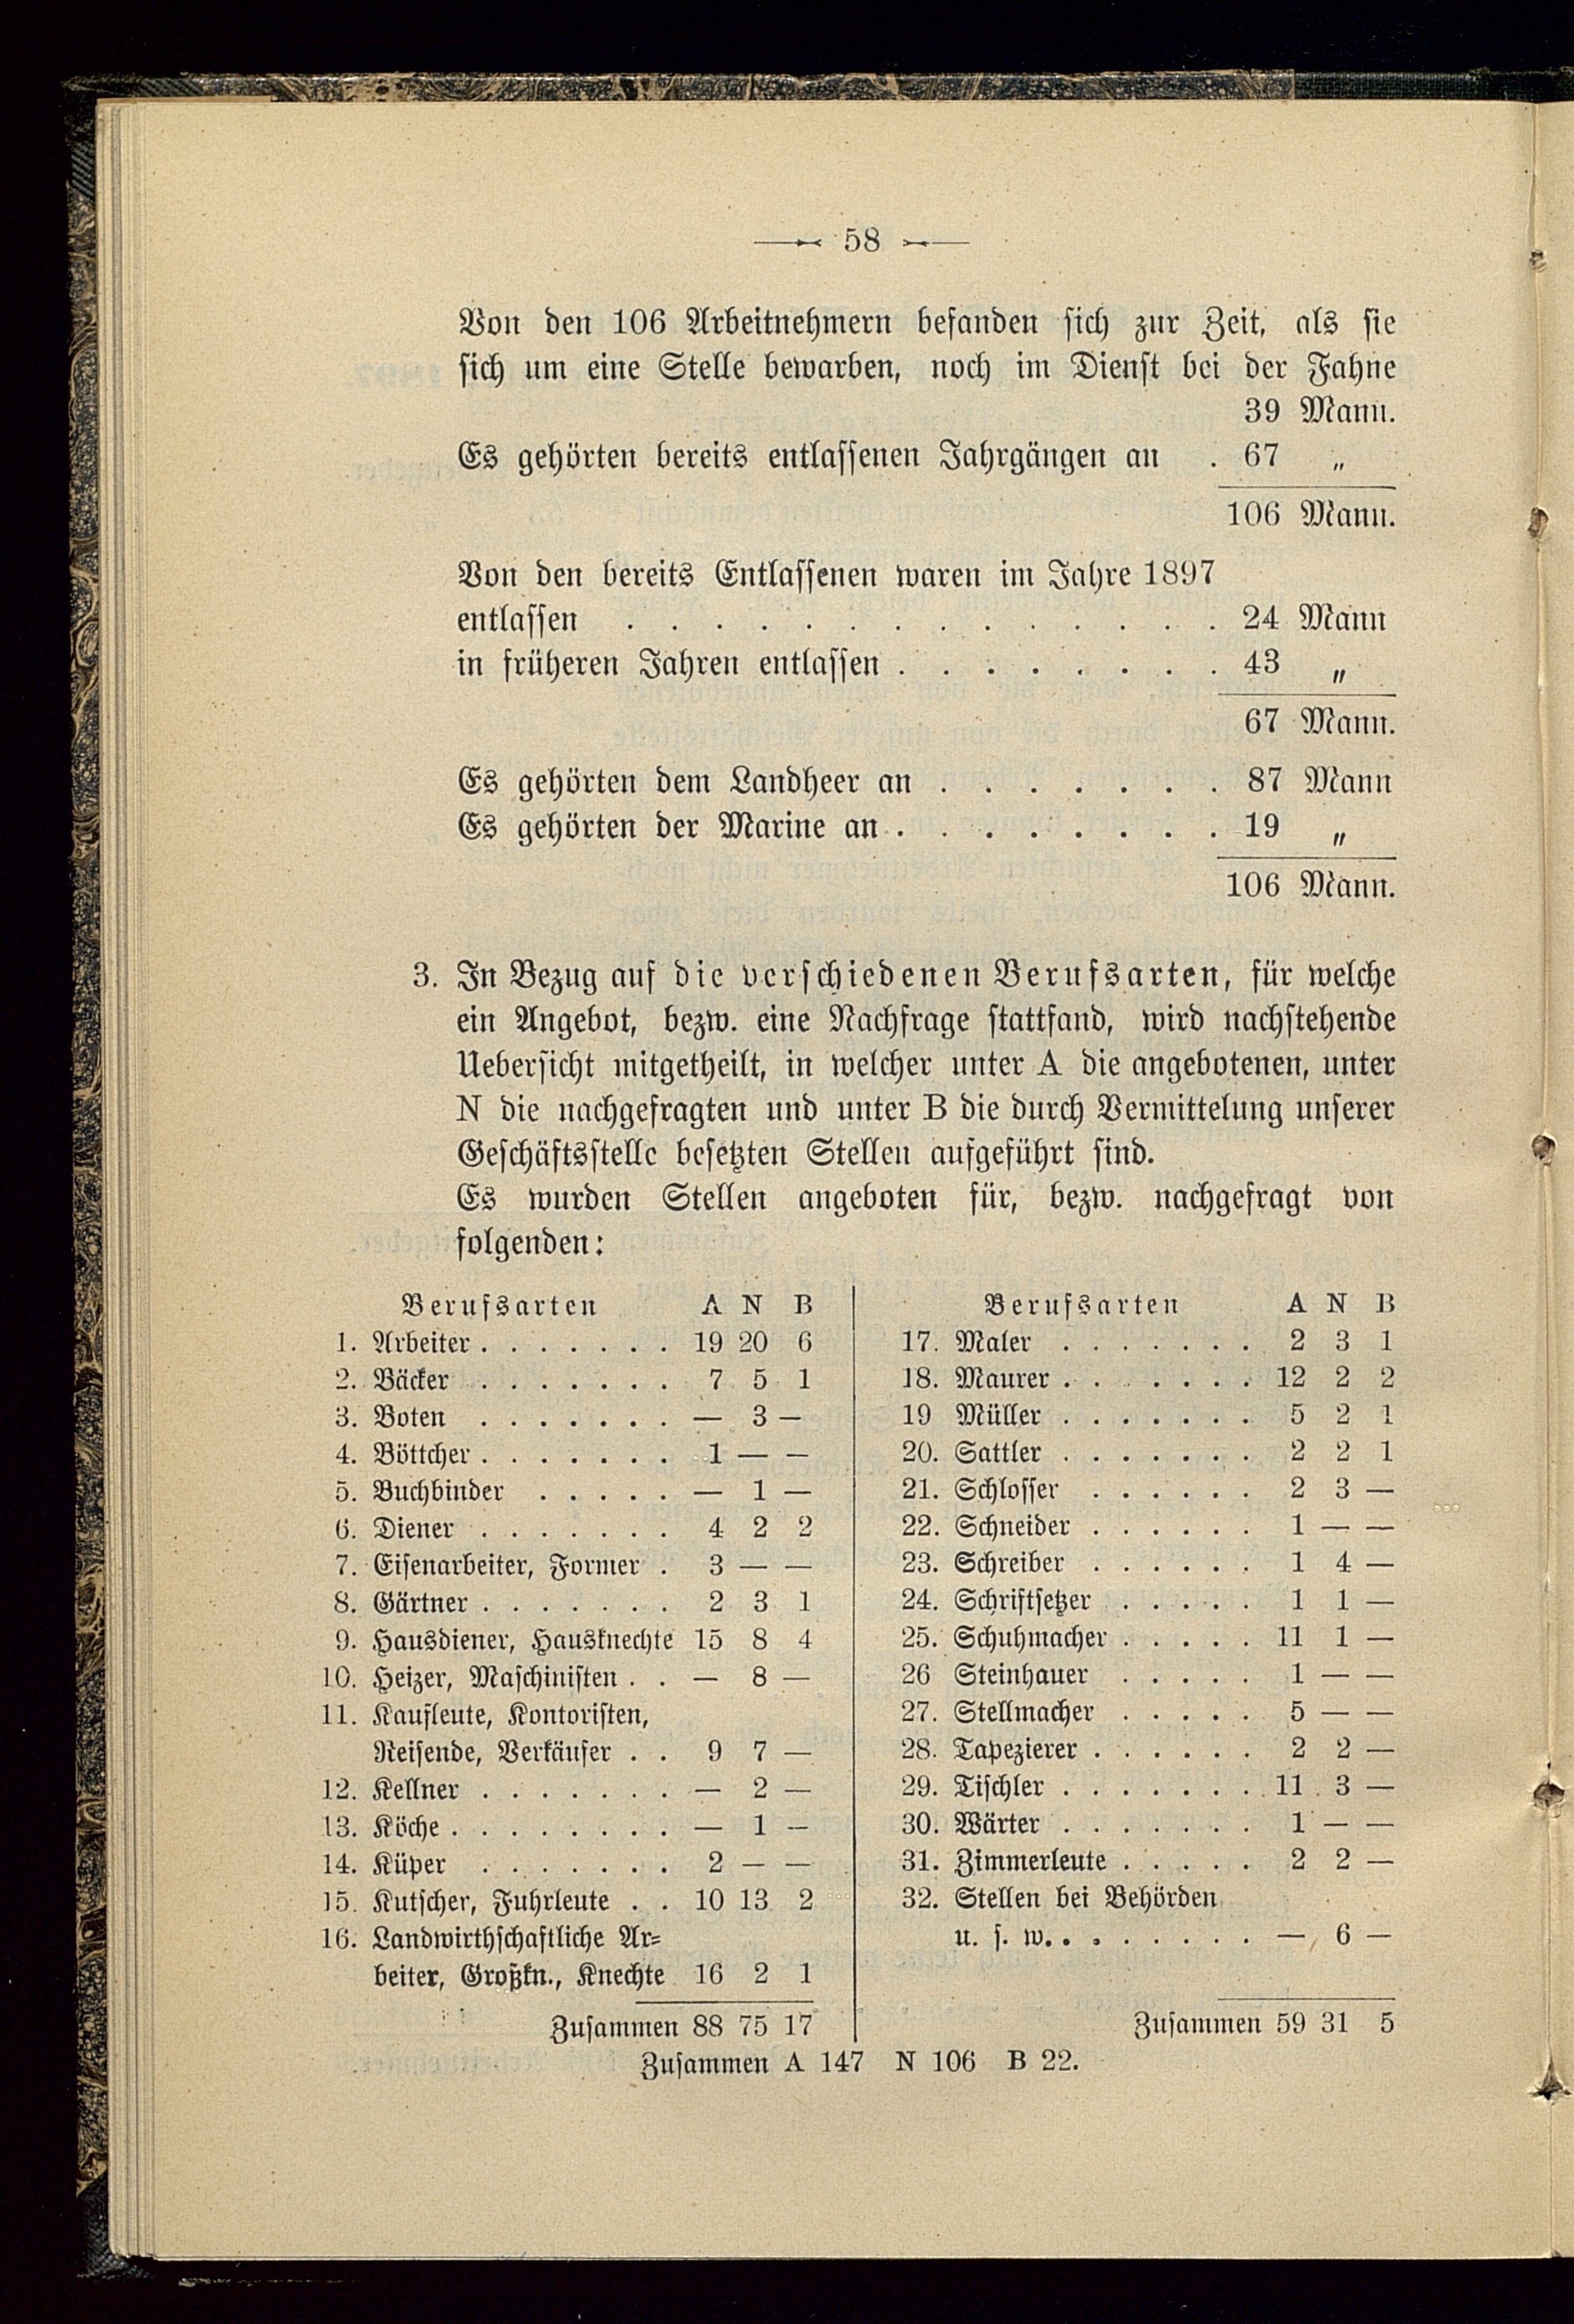 58
Von den 106 Arbeitnehmern befanden sich zur Zeit, als sie
sich um eine Stelle bewarben, noch im Dienst bei der Fahne
39 Mann.
Es gehörten bereits entlassenen Jahrgängen an . 67 „
106 Mann.
Von den bereits Entlassenen waren im Jahre 1897
entlassen . . . . . . . . . . . . . . 24 Mann
in früheren Jahren entlassen . . . . . . . . 43 „
67 Mann.
Es gehörten dem Landheer an . . . . . . . 87 Mann
Es gehörten der Marine an . . . . . . . . 19 „
106 Mann.
3. In Bezug auf die verschiedenen Berufsarten, für welche
ein Angebot, bezw. eine Nachfrage stattfand, wird nachstehende
Uebersicht mitgetheilt, in welcher unter A die angebotenen, unter
N die nachgefragten und unter B die durch Vermittelung unserer
Geschäftsstelle besetzten Stellen aufgeführt sind.
Es wurden Stellen angeboten für, bezw. nachgefragt von
folgenden:
Berufsarten A N B
1. Arbeiter . . . . . . . 19 20 6
2. Bäcker . . . . . . . 7 5 1
3. Boten . . . . . . . — 3 —
4. Böttcher . . . . . . . 1 — —
5. Buchbinder . . . . . — 1 —
6. Diener . . . . . . . 4 2 2
7. Eisenarbeiter, Former . 3 — —
8. Gärtner . . . . . . . 2 3 1
9. Hausdiener, Hausknechte 15 8 4
10. Heizer, Maschinisten . . — 8 —
11. Kaufleute, Kontoristen,
Reisende, Verkäufer . . 9 7 —
12. Kellner . . . . . . . — 2 —
13. Köche . . . . . . . . — 1 —
14. Küper . . . . . . . 2 — —
15. Kutscher, Fuhrleute . . 10 13 2
16. Landwirthschaftliche Ar-
beiter, Großkn., Knechte 16 2 1
Zusammen 88 75 17
Berufsarten A N B
17. Maler . . . . . . . 2 3 1
18. Maurer . . . . . . . 12 2 2
19 Müller . . . . . . . 5 2 1
20. Sattler . . . . . . . 2 2 1
21. Schlosser . . . . . . 2 3 —
22. Schneider . . . . . . 1 — —
23. Schreiber . . . . . . 1 4 —
24. Schriftsetzer . . . . . 1 1 —
25. Schuhmacher . . . . . 11 1 —
26 Steinhauer . . . . . 1 — —
27. Stellmacher . . . . . 5 — —
28. Tapezierer . . . . . . 2 2 —
29. Tischler . . . . . . . 11 3 —
30. Wärter . . . . . . . 1 — —
31. Zimmerleute . . . . . 2 2 —
32. Stellen bei Behörden
u. s. w. . . . . . . . . — 6 —
Zusammen 59 31 5
Zusammen A 147 N 106 B 22.